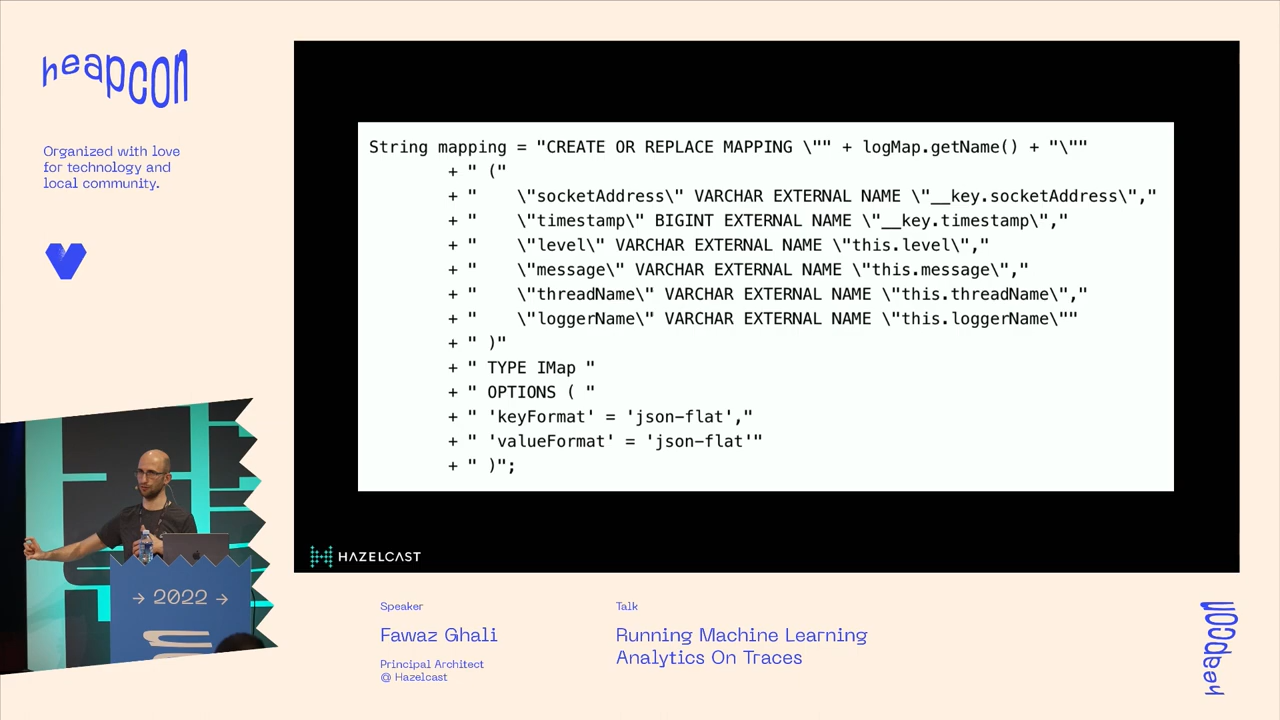 heapcon
Organized with love
for technology and
local community.
String mapping = "CREATE OR REPLACE MAPPING \"" + logMap.getName() + "\""
+ " ("
+ "    \"socketAddress\" VARCHAR EXTERNAL NAME \"__key.socketAddress\","
+ "    \"timestamp\" BIGINT EXTERNAL NAME \"__key.timestamp\","
+ "    \"level\" VARCHAR EXTERNAL NAME \"this.level\","
+ "    \"message\" VARCHAR EXTERNAL NAME \"this.message\","
+ "    \"threadName\" VARCHAR EXTERNAL NAME \"this.threadName\","
+ "    \"loggerName\" VARCHAR EXTERNAL NAME \"this.loggerName\""
+ " )"
+ " TYPE IMap "
+ " OPTIONS ( "
+ " 'keyFormat' = 'json-flat',"
+ " 'valueFormat' = 'json-flat'"
+ " )";
HAZELCAST
→ 2022 →
Speaker
Fawaz Ghali
Principal Architect
@ Hazelcast
Talk
Running Machine Learning
Analytics On Traces
heapcon